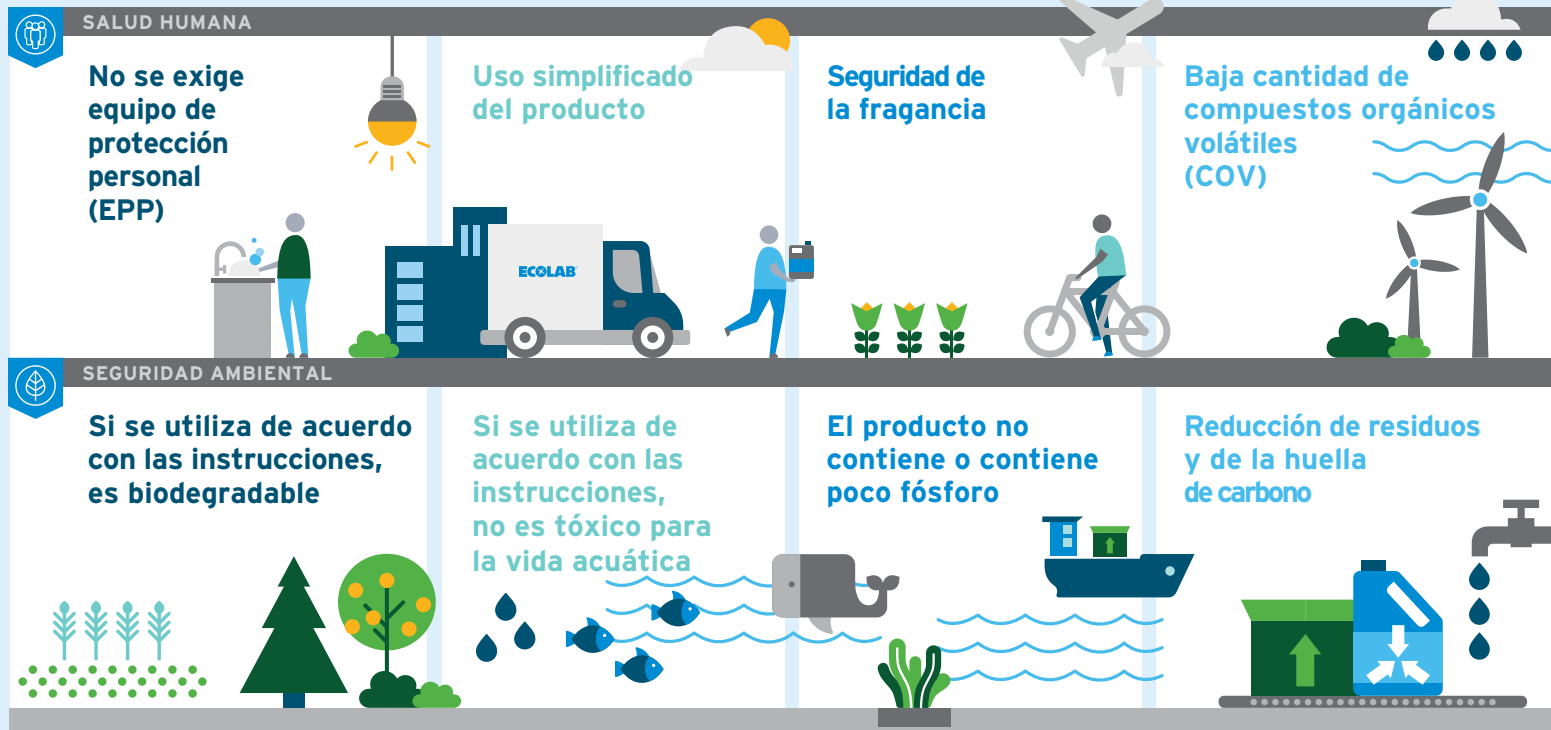 SALUD HUMANA
No se exige
equipo de
protección
personal
(EPP)
Uso simplificado
del producto
Seguridad de
la fragancia
Baja cantidad de
compuestos orgánicos
volátiles
(COV)
ECOLAB
SEGURIDAD AMBIENTAL
Si se utiliza de acuerdo
con las instrucciones,
es biodegradable
Si se utiliza de
acuerdo con las
instrucciones,
no es tóxico para
la vida acuática
El producto no
contiene o contiene
poco fósforo
Reducción de residuos
y de la huella
de carbono